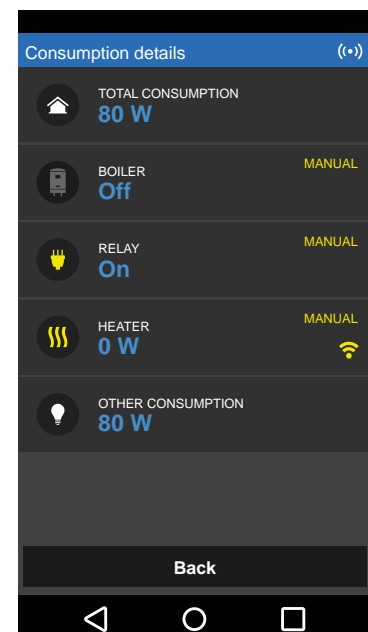 Consumption details
TOTAL CONSUMPTION
80 W
BOILER
MANUAL
Off
RELAY
MANUAL
On
HEATER
MANUAL
0 W
OTHER CONSUMPTION
80 W
Back